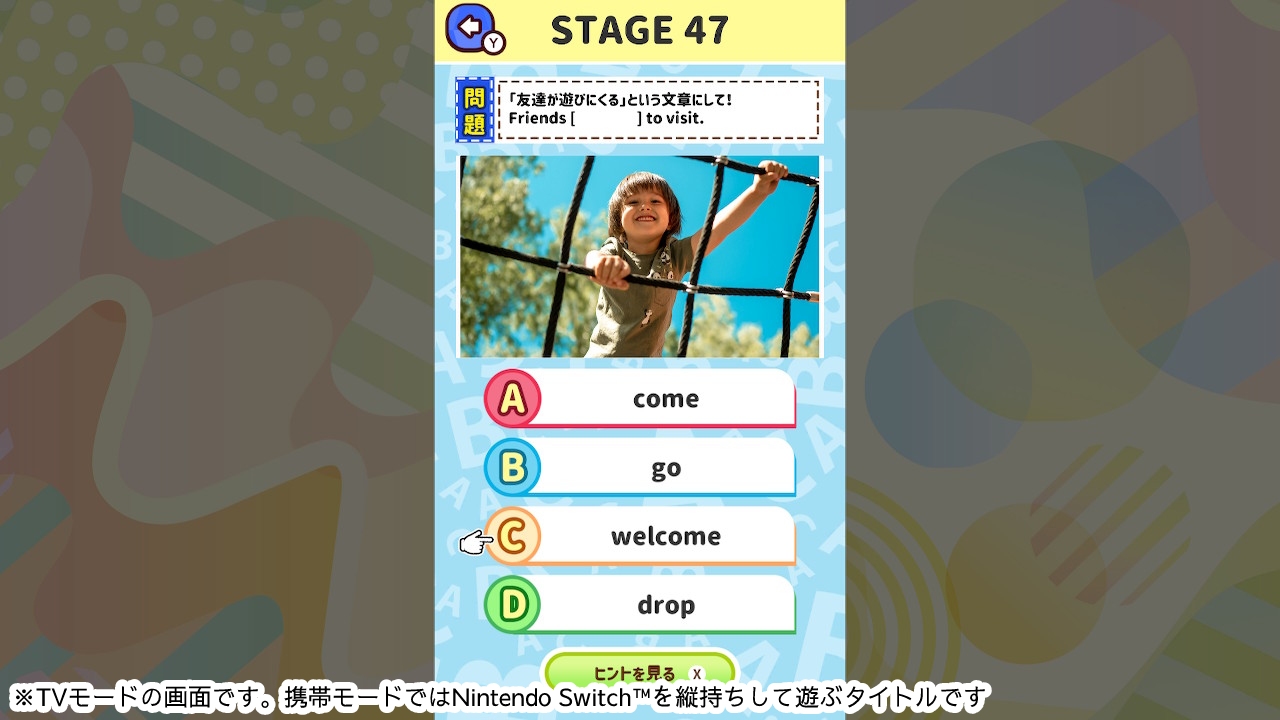 STAGE 47
Y
問題
「友達が遊びにくる」という文章にして!
Friends [ ] to visit.
A come
B go
C welcome
D drop
ヒントを見る X
※TVモードの画面です。携帯モードではNintendo Switch™を縦持ちして遊ぶタイトルです